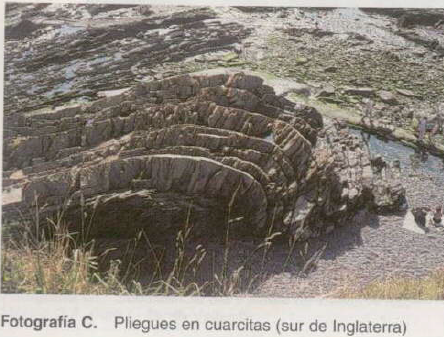 Fotografía C. Pliegues en cuarcitas (sur de Inglaterra)